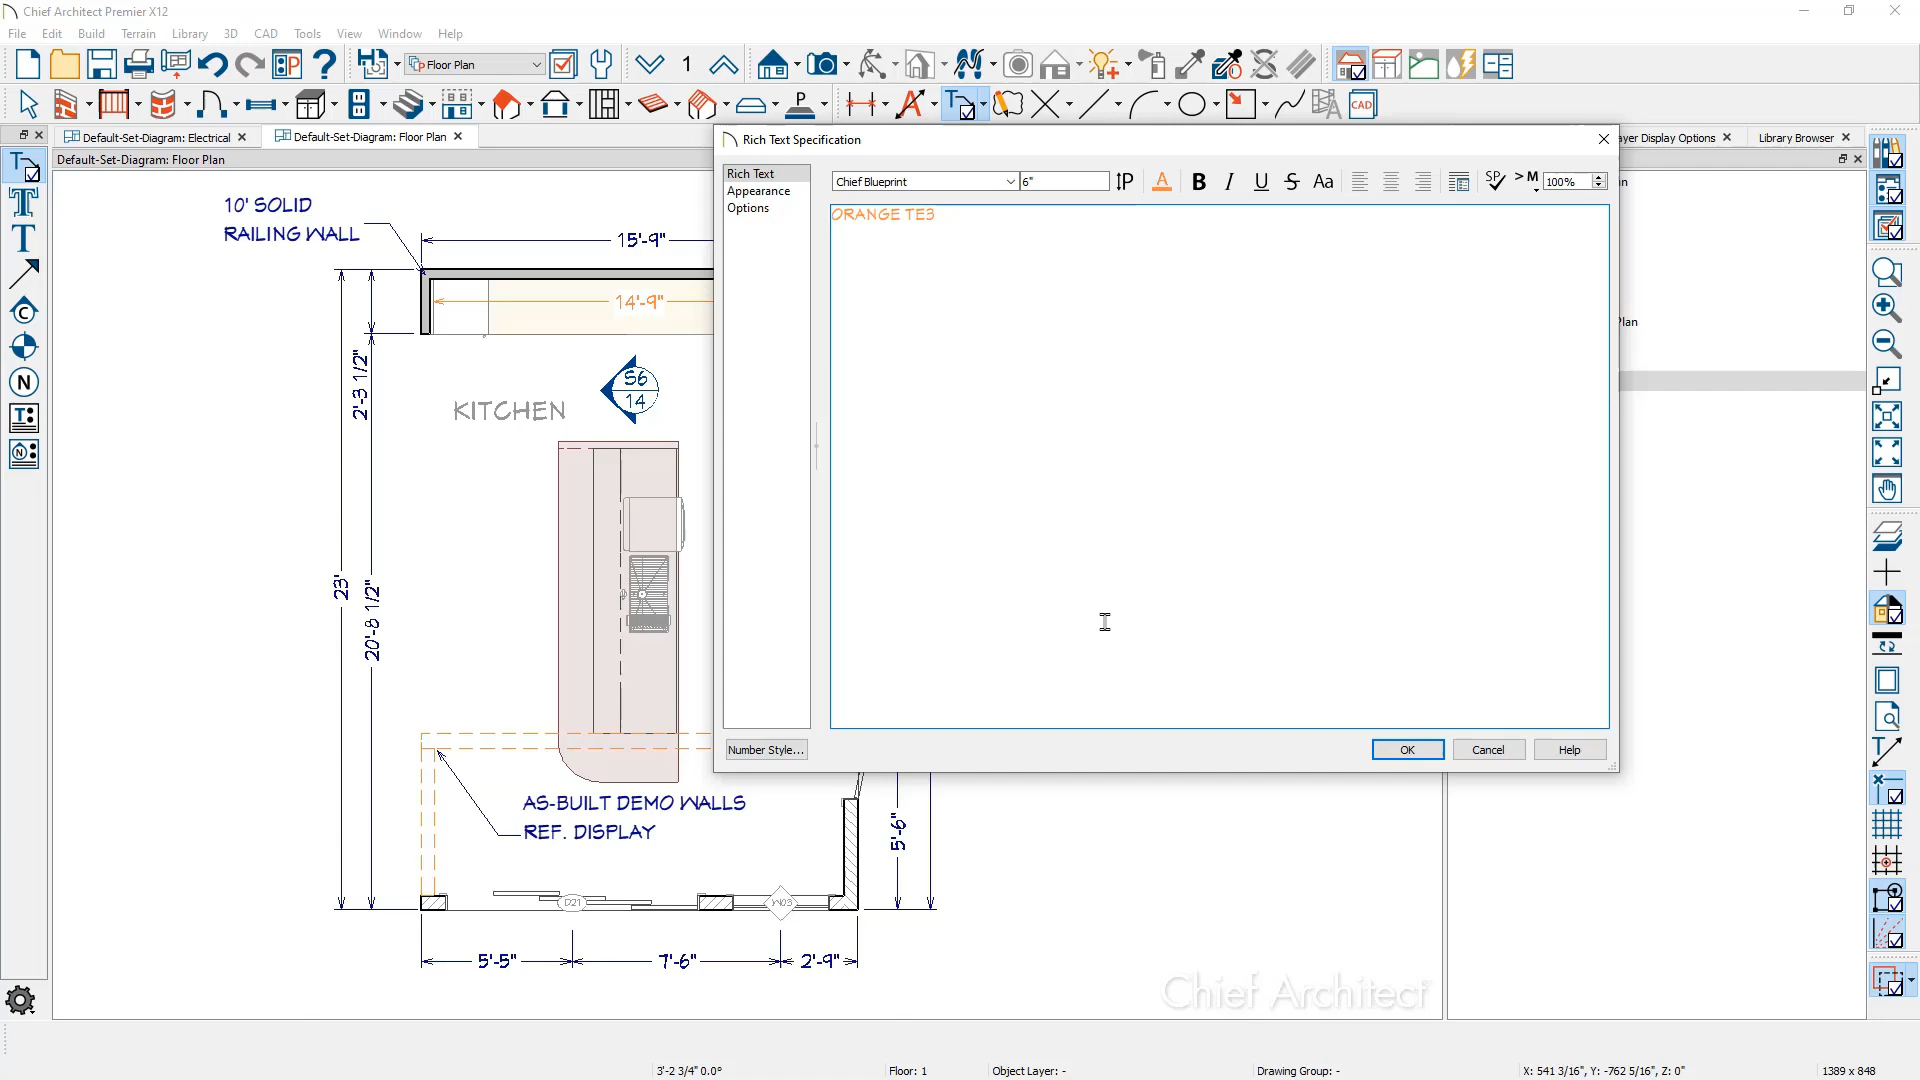 Chief Architect Premier X12
File Edit Build Terrain Library 3D CAD Tools View Window Help
Floor Plan
1
CAD
Default-Set-Diagram: Electrical
Default-Set-Diagram: Floor Plan
Rich Text Specification
ayer Display Options
Library Browser
Default-Set-Diagram: Floor Plan
Rich Text
Appearance
Options
Chief Blueprint
6"
100%
ORANGE TE3
10' SOLID
RAILING WALL
15'-9"
14'-9"
2'-3 1/2"
S6
14
KITCHEN
23'
20'-8 1/2"
lan
Number Style...
OK
Cancel
Help
AS-BUILT DEMO WALLS
REF. DISPLAY
5'-6"
D21
W03
5'-5"
7'-6"
2'-9"
Chief Architect
3'-2 3/4" 0.0°
Floor: 1
Object Layer: -
Drawing Group: -
X: 541 3/16", Y: -762 5/16", Z: 0"
1389 x 848